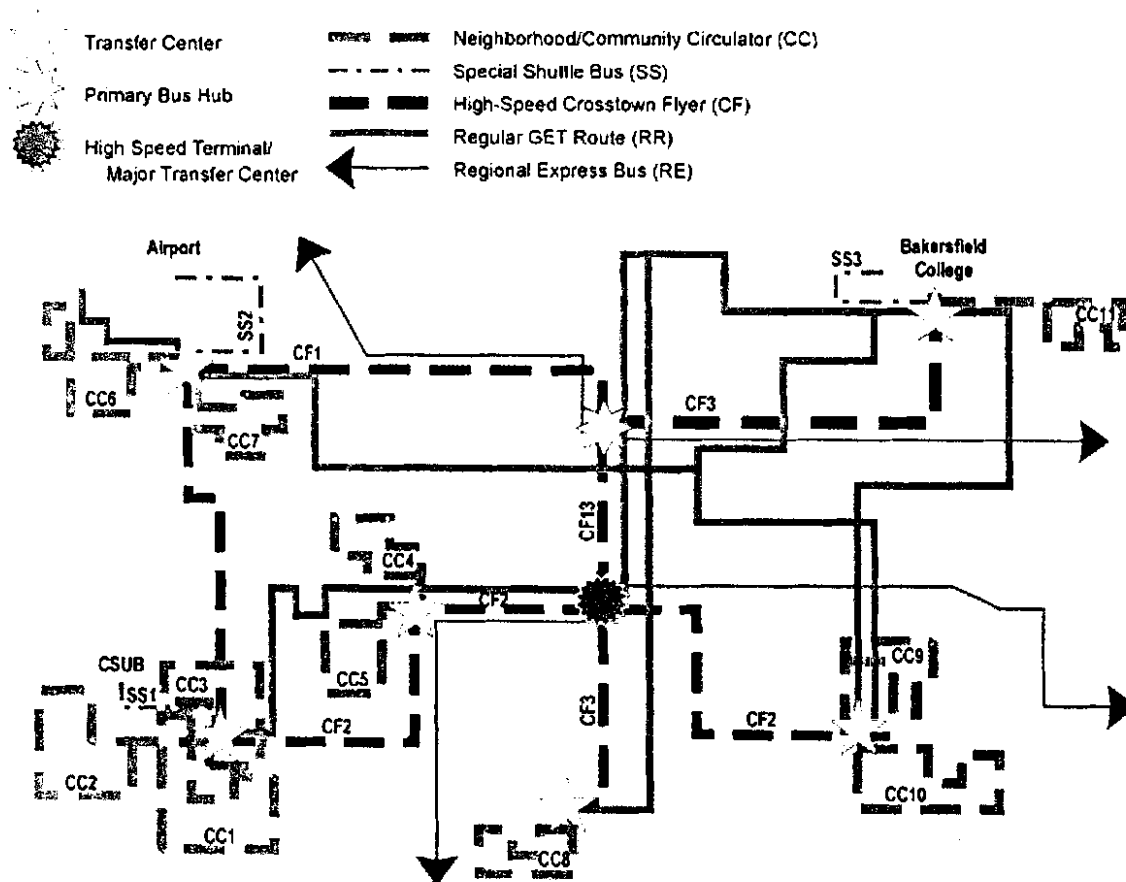 Transfer Center
Primary Bus Hub
High Speed Terminal/
Major Transfer Center
Neighborhood/Community Circulator (CC)
Special Shuttle Bus (SS)
High-Speed Crosstown Flyer (CF)
Regular GET Route (RR)
Regional Express Bus (RE)
Airport
SS2
CF1
SS3
Bakersfield
College
CC11
CC6
CC7
CF3
CF13
CC4
CF2
CSUB
SS1
CC3
CC5
CC9
CF3
CF2
CF2
CC2
CC1
CC10
CC8